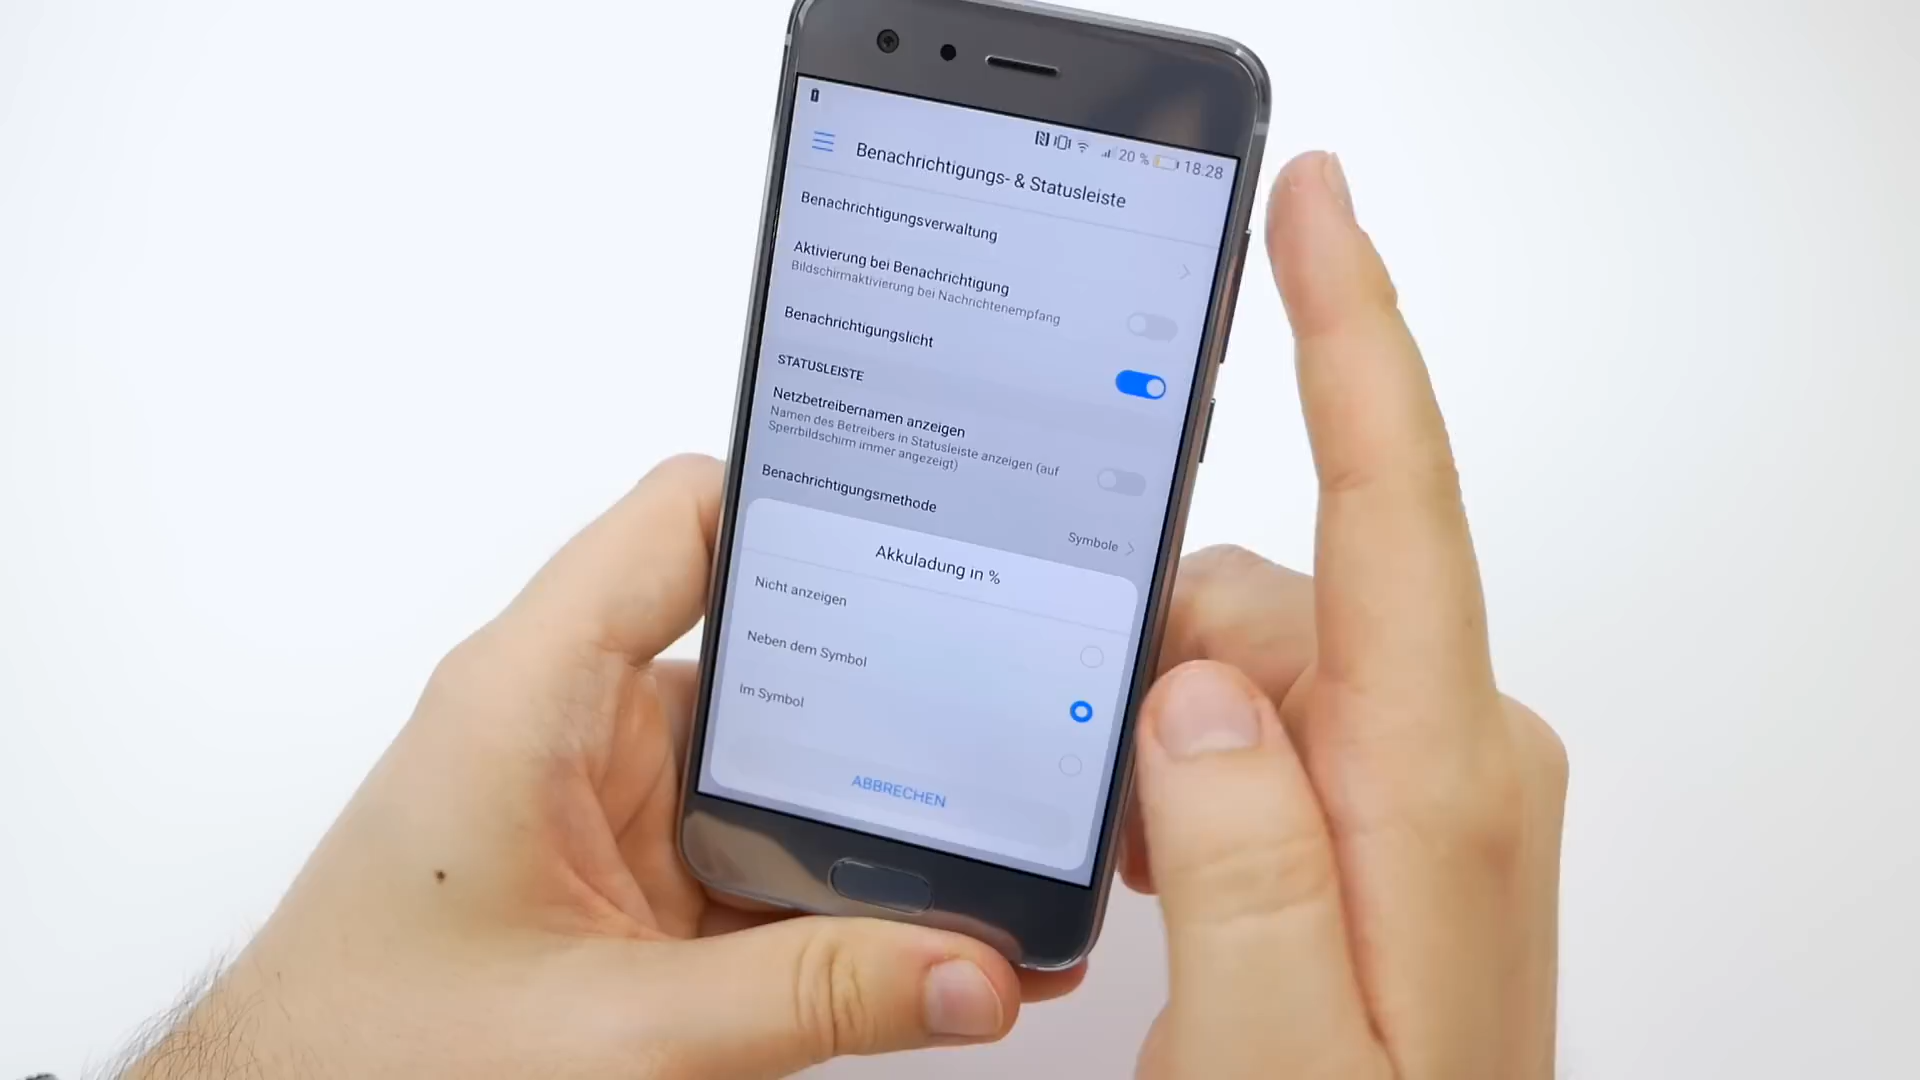 20 % 18:28
Benachrichtigungs- & Statusleiste
Benachrichtigungsverwaltung
Aktivierung bei Benachrichtigung
Bildschirmaktivierung bei Nachrichtenempfang
Benachrichtigungslicht
STATUSLEISTE
Netzbetreibernamen anzeigen
Namen des Betreibers in Statusleiste anzeigen (auf
Sperrbildschirm immer angezeigt)
Benachrichtigungsmethode
Symbole
Akkuladung in %
Nicht anzeigen
Neben dem Symbol
Im Symbol
ABBRECHEN